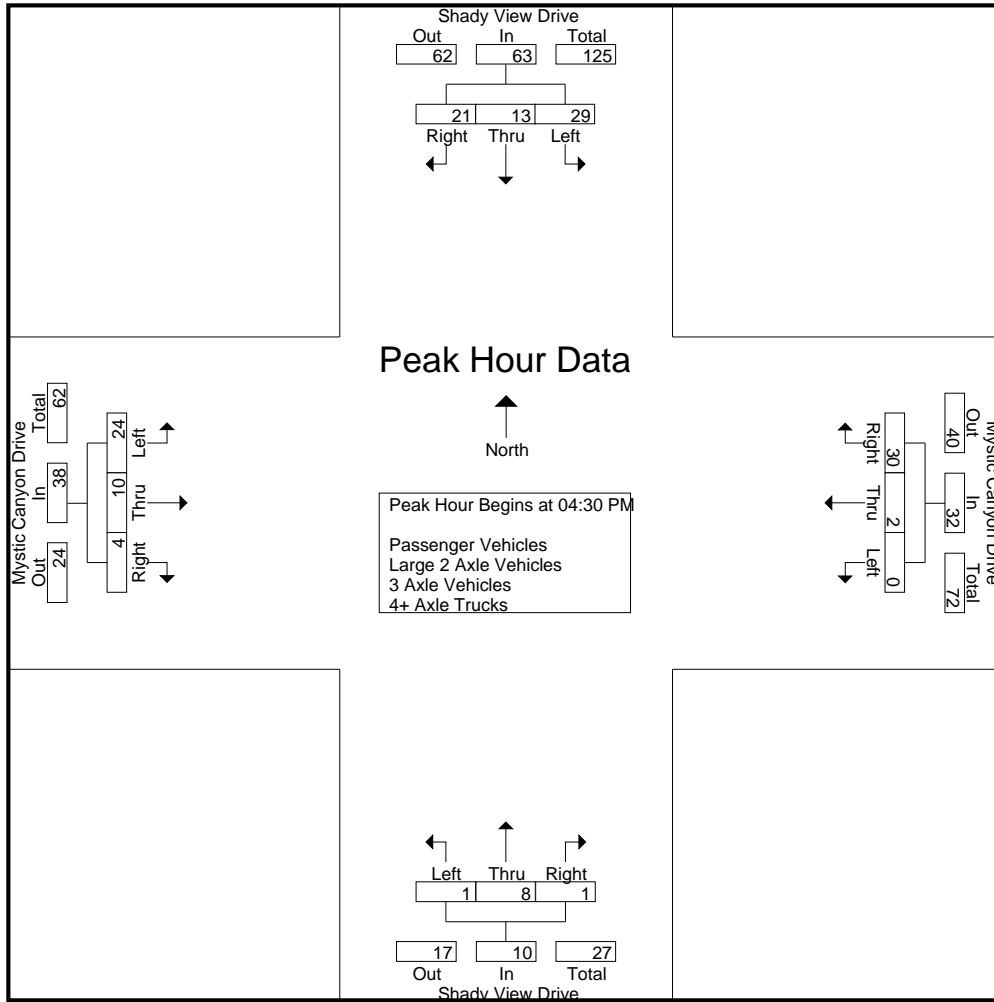 Shady View Drive
Out In Total
62 63 125
21 13 29
Right Thru Left
Peak Hour Data
North
Peak Hour Begins at 04:30 PM
Passenger Vehicles
Large 2 Axle Vehicles
3 Axle Vehicles
4+ Axle Trucks
Mystic Canyon Drive
Out In Total
24 38 62
Left Thru Right
24 10 4
Mystic Canyon Drive
Out In Total
40 32 72
Right Thru Left
30 2 0
Left Thru Right
1 8 1
17 10 27
Out In Total
Shady View Drive